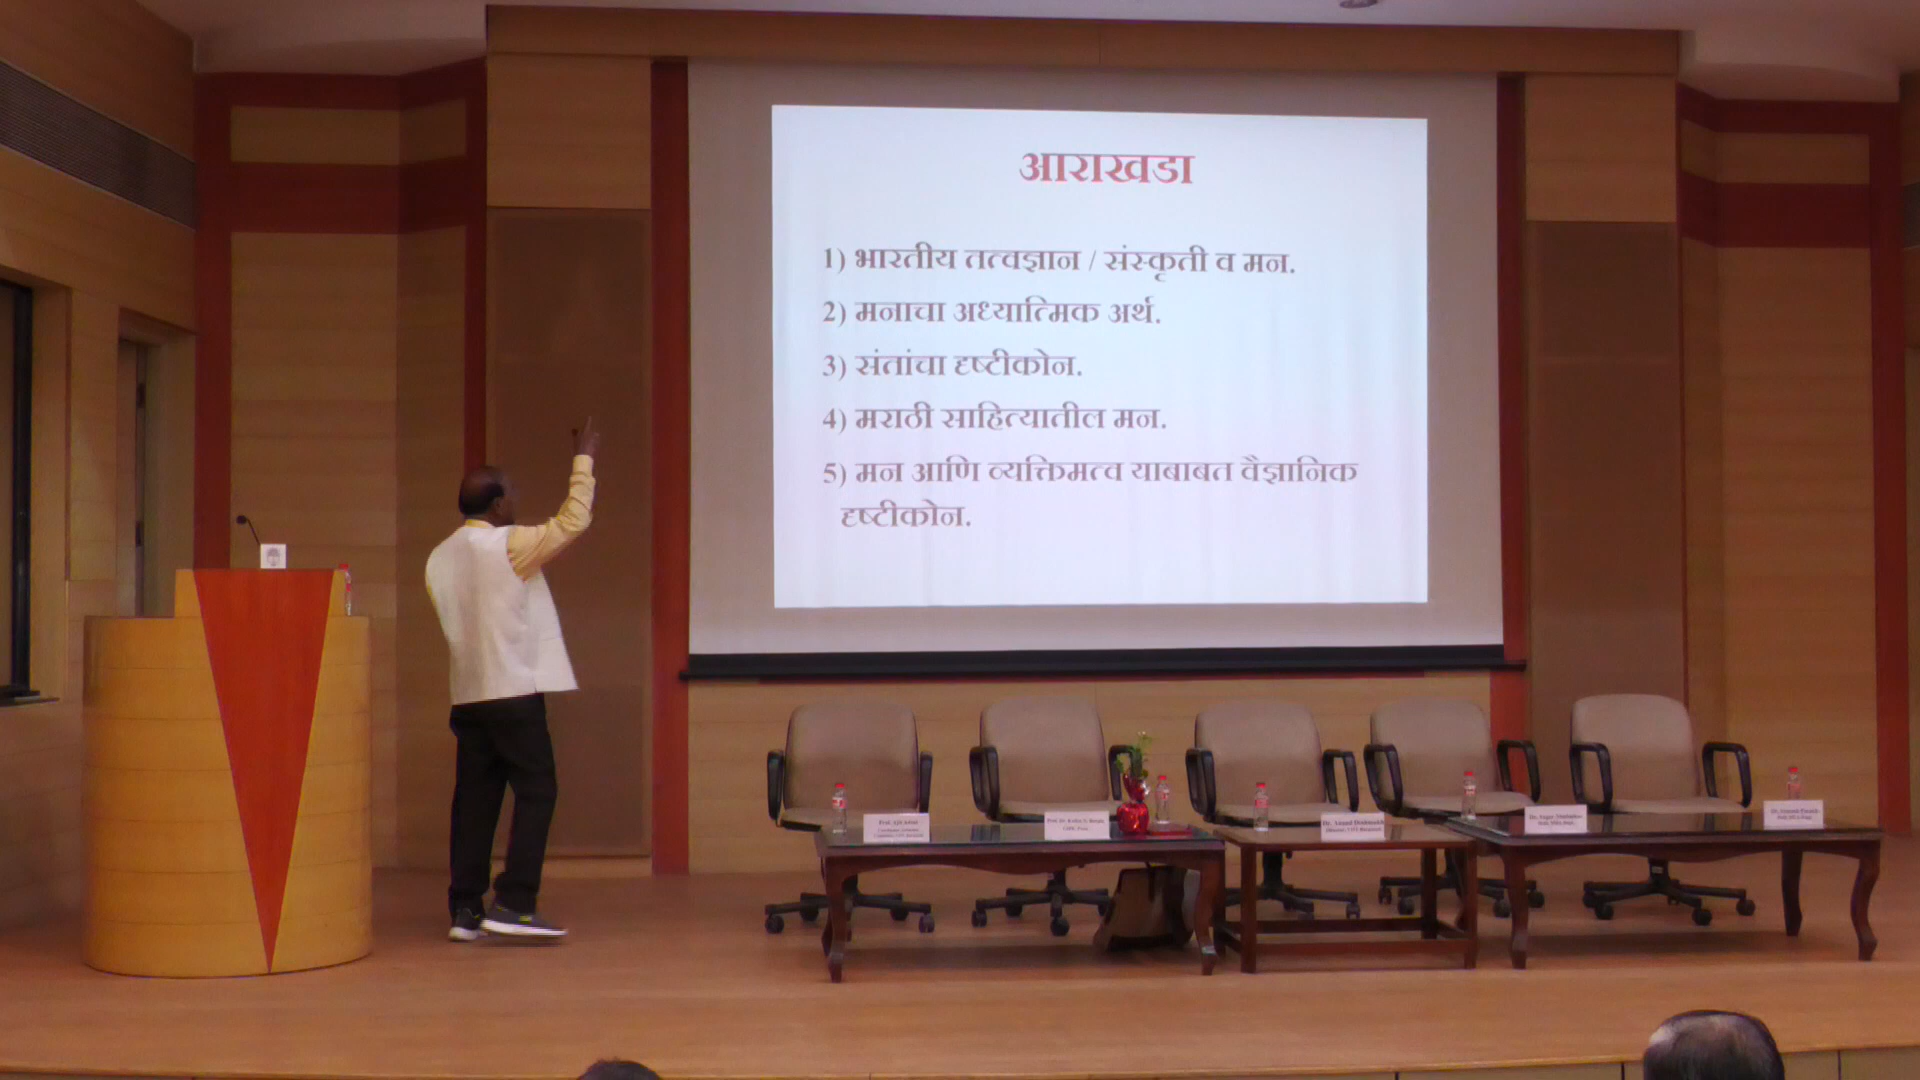 आराखडा
1) भारतीय तत्वज्ञान / संस्कृती व मन.
2) मनाचा अध्यात्मिक अर्थ.
3) संतांचा दृष्टीकोन.
4) मराठी साहित्यातील मन.
5) मन आणि व्यक्तिमत्व याबाबत वैज्ञानिक
दृष्टीकोन.